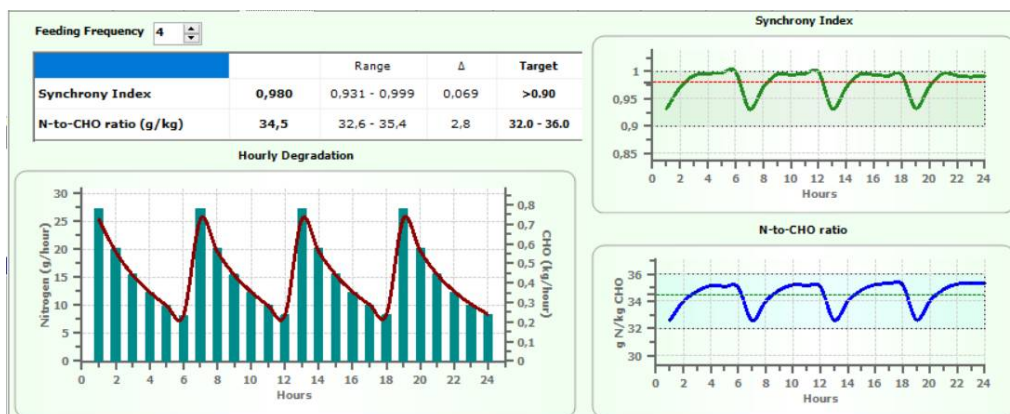 Feeding Frequency 4
Range Δ Target
Synchrony Index 0,980 0,931 - 0,999 0,069 >0.90
N-to-CHO ratio (g/kg) 34,5 32,6 - 35,4 2,8 32.0 - 36.0
Hourly Degradation
Nitrogen (g/hour)
30
25
20
15
10
5
0
CHO (kg/hour)
0,8
0,7
0,6
0,5
0,4
0,3
0,2
0,1
0
0 2 4 6 8 10 12 14 16 18 20 22 24
Hours
Synchrony Index
1
0,95
0,9
0,85
0 2 4 6 8 10 12 14 16 18 20 22 24
Hours
N-to-CHO ratio
g N/kg CHO
36
34
32
30
0 2 4 6 8 10 12 14 16 18 20 22 24
Hours